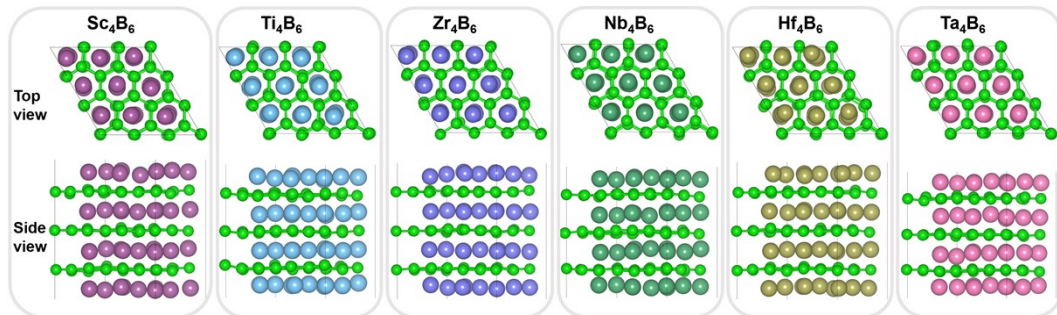 Sc₄B₆ Ti₄B₆ Zr₄B₆ Nb₄B₆ Hf₄B₆ Ta₄B₆
Top
view
Side
view